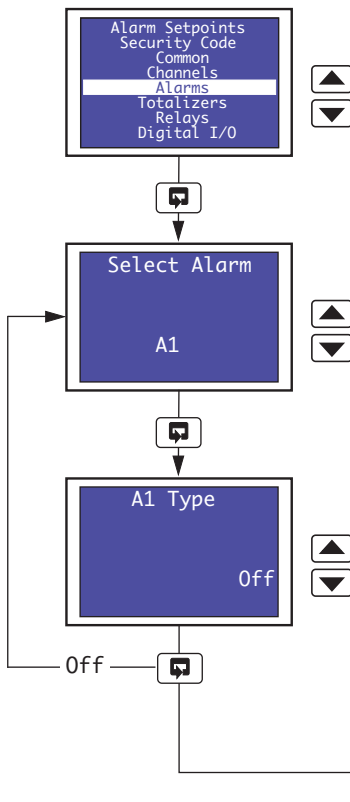 Alarm Setpoints
Security Code
Common
Channels
Alarms
Totalizers
Relays
Digital I/O
Select Alarm
A1
A1 Type
Off
Off